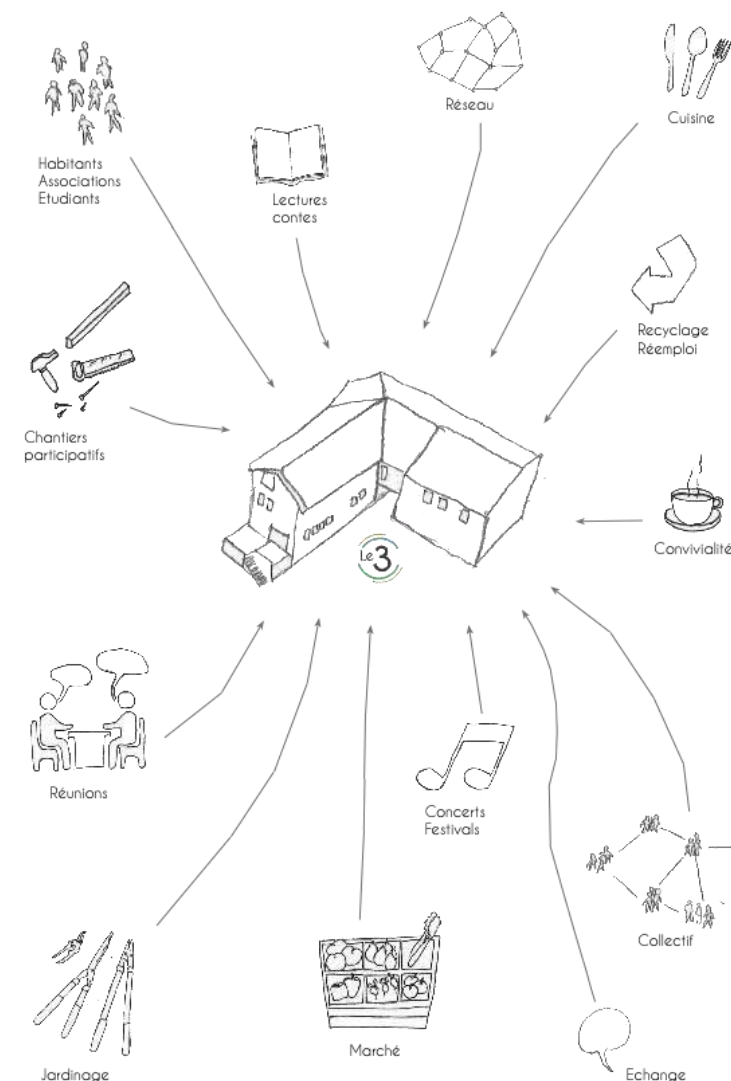 Réseau
Cuisine
Habitants
Associations
Etudiants
Lectures
contes
Recyclage
Réemploi
Chantiers
participatifs
Convivialité
Le 3
Réunions
Concerts
Festivals
Collectif
Marché
Jardinage
Echange